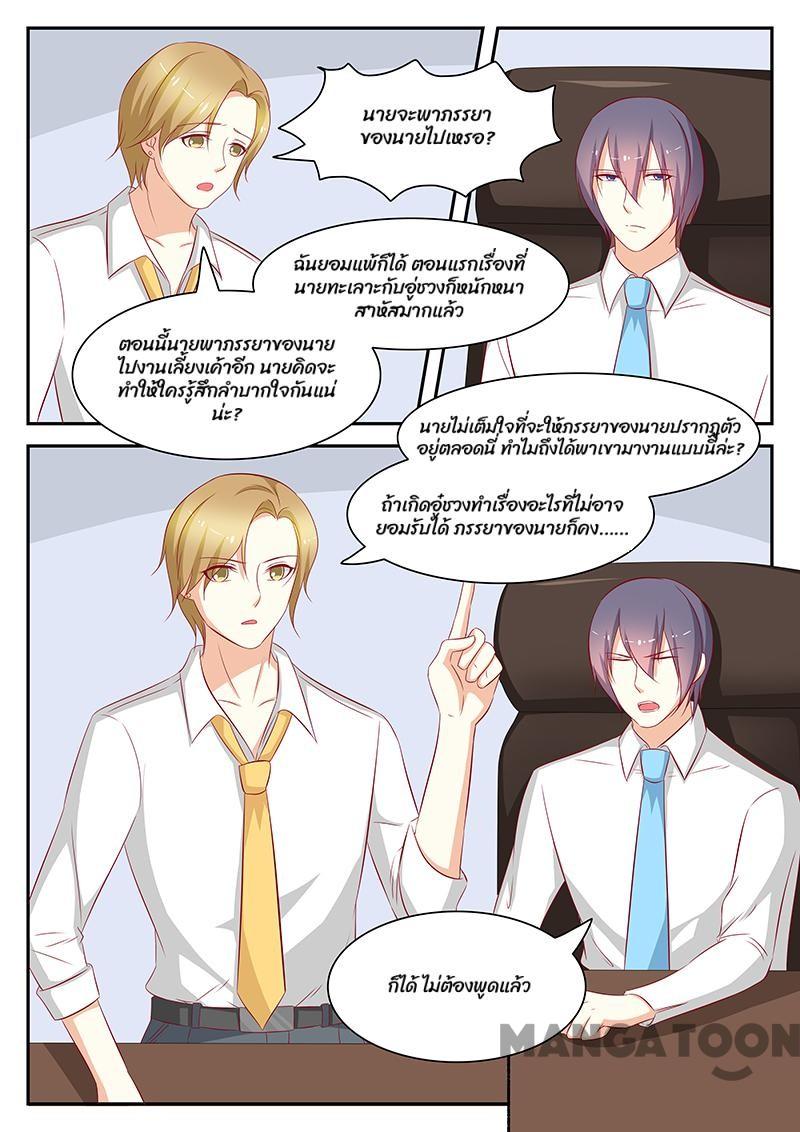 นายจะพาภรรยา
ของนายไปเหรอ?
ฉันยอมแพ้ก็ได้ ตอนแรกเรื่องที่
นายทะเลาะกับอู่ชวงก็หนักหนา
สาหัสมากแล้ว
ตอนนี้นายพาภรรยาของนาย
ไปงานเลี้ยงเค้าอีก นายคิดจะ
ทำให้ใครรู้สึกลำบากใจกันแน่
น่ะ?
นายไม่เต็มใจที่จะให้ภรรยาของนายปรากฏตัว
อยู่ตลอดนี่ ทำไมถึงได้พาเขามางานแบบนี้ล่ะ?
ถ้าเกิดอู๋ชวงทำเรื่องอะไรที่ไม่อาจ
ยอมรับได้ ภรรยาของนายก็คง......
ก็ได้ ไม่ต้องพูดแล้ว
MANGATOON